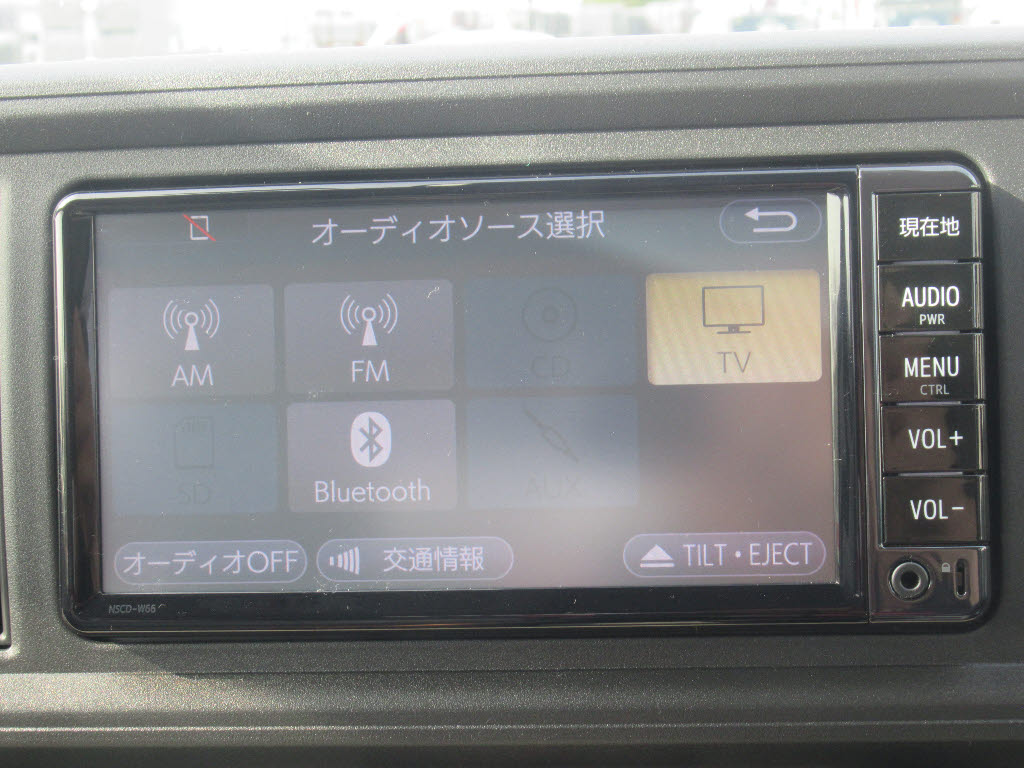 オーディオソース選択
AM
FM
CD
TV
SD
Bluetooth
AUX
オーディオOFF
交通情報
TILT・EJECT
NSCD-W66
現在地
AUDIO
PWR
MENU
CTRL
VOL+
VOL-